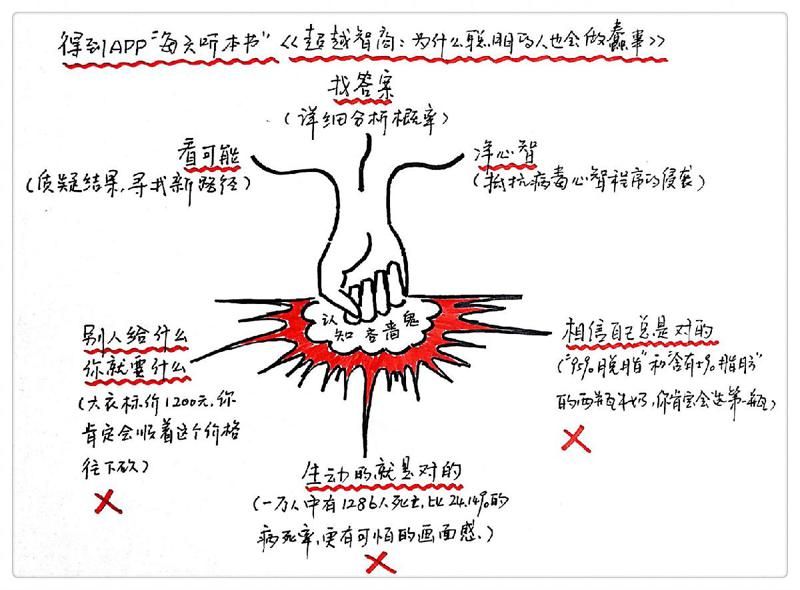 得到APP“每天听本书”《超越智商:为什么聪明的人也会做蠢事》
找答案
(详细分析概率)
看可能
(质疑结果,寻找新路径)
洋心智
(抵抗病毒心智程序的侵袭)
认知吝啬鬼
别人给什么
你就要什么
(大衣标价1200元,你
肯定会顺着这个价格
往下砍)
相信自己总是对的
(“95%脱脂”和“含有5%脂肪”
的两瓶牛奶,你肯定会选第一瓶)
生动的就是对的
(一万人中有1286人死亡,比24.14%的
病死率,更有可怕的画面感.)